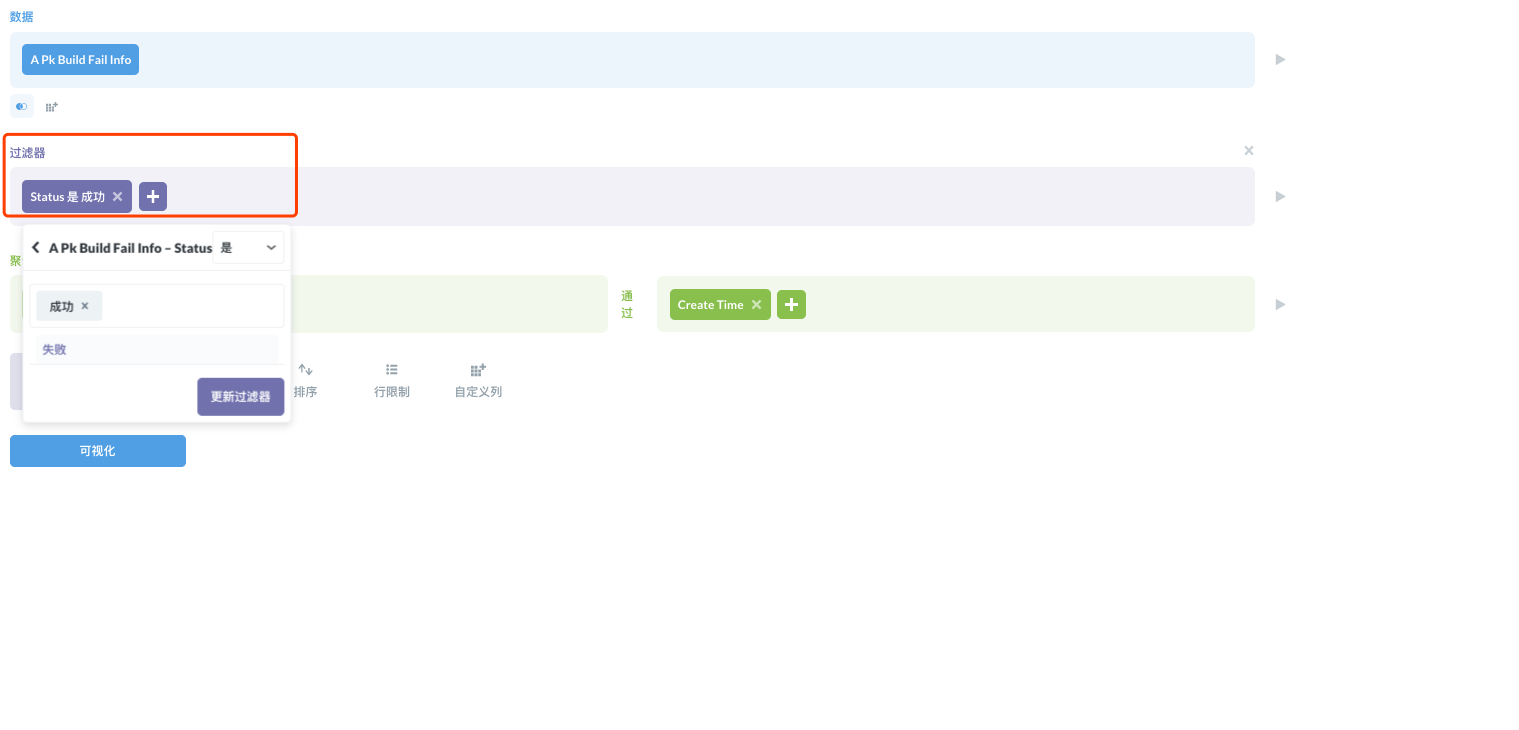 数据
A Pk Build Fail Info
过滤器
Status 是 成功
A Pk Build Fail Info – Status 是
聚
成功
失败
更新过滤器
通过
Create Time
排序
行限制
自定义列
可视化